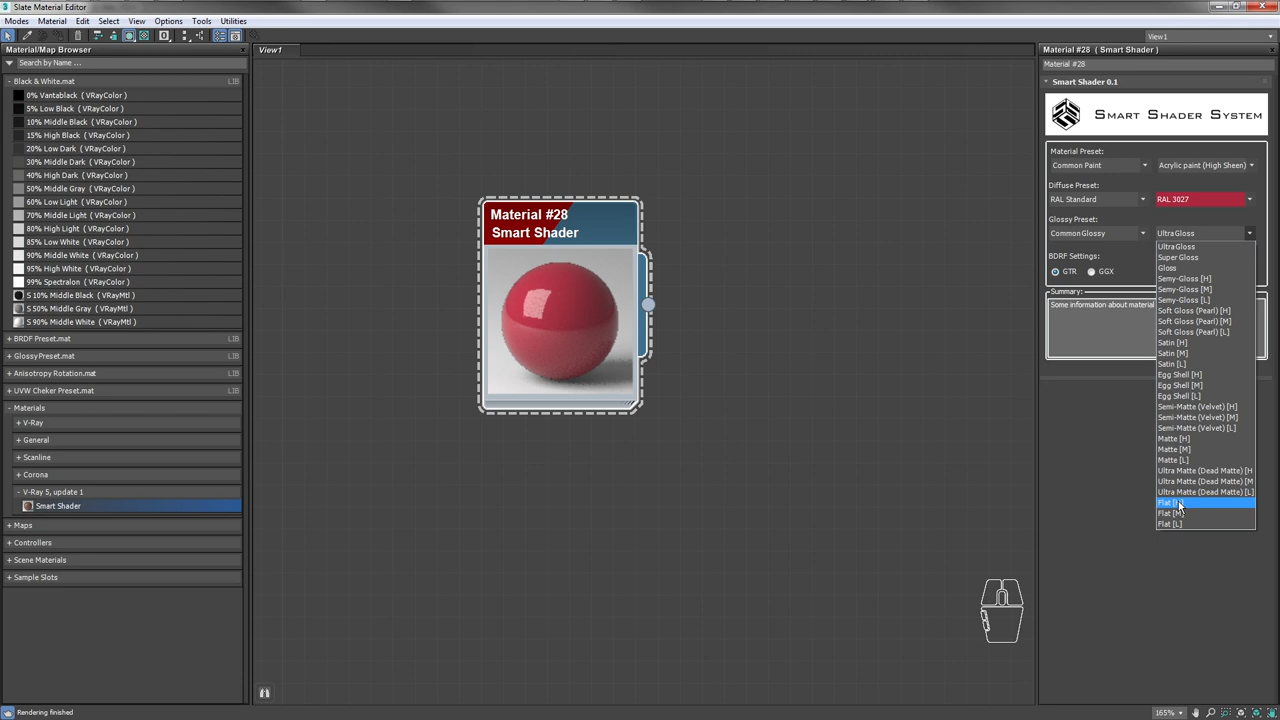 Slate Material Editor
Modes Material Edit Select View Options Tools Utilities
View1
Material/Map Browser
Search by Name ...
Black & White.mat LIB
0% Vantablack ( VRayColor )
5% Low Black ( VRayColor )
10% Middle Black ( VRayColor )
15% High Black ( VRayColor )
20% Low Dark ( VRayColor )
30% Middle Dark ( VRayColor )
40% High Dark ( VRayColor )
50% Middle Gray ( VRayColor )
60% Low Light ( VRayColor )
70% Middle Light ( VRayColor )
80% High Light ( VRayColor )
85% Low White ( VRayColor )
90% Middle White ( VRayColor )
95% High White ( VRayColor )
99% Spectralon ( VRayColor )
S 10% Middle Black ( VRayMtl )
S 50% Middle Gray ( VRayMtl )
S 90% Middle White ( VRayMtl )
+ BRDF Preset.mat LIB
+ GlossyPreset.mat LIB
+ Anisotropy Rotation.mat LIB
+ UVW Cheker Preset.mat LIB
- Materials
+ V-Ray
+ General
+ Scanline
+ Corona
- V-Ray 5, update 1
Smart Shader
+ Maps
+ Controllers
+ Scene Materials
+ Sample Slots
Rendering finished
View1
Material #28
Smart Shader
Material #28 ( Smart Shader )
Material #28
Smart Shader 0.1
Smart Shader System
Material Preset:
Common Paint Acrylic paint (High Sheen)
Diffuse Preset:
RAL Standard RAL 3027
Glossy Preset:
CommonGlossy UltraGloss
BDRF Settings:
GTR GGX
Summary:
Some information about material
UltraGloss
Super Gloss
Gloss
Semy-Gloss [H]
Semy-Gloss [M]
Semy-Gloss [L]
Soft Gloss (Pearl) [H]
Soft Gloss (Pearl) [M]
Soft Gloss (Pearl) [L]
Satin [H]
Satin [M]
Satin [L]
Egg Shell [H]
Egg Shell [M]
Egg Shell [L]
Semi-Matte (Velvet) [H]
Semi-Matte (Velvet) [M]
Semi-Matte (Velvet) [L]
Matte [H]
Matte [M]
Matte [L]
Ultra Matte (Dead Matte) [H
Ultra Matte (Dead Matte) [M
Ultra Matte (Dead Matte) [L]
Flat
Flat [M]
Flat [L]
165%